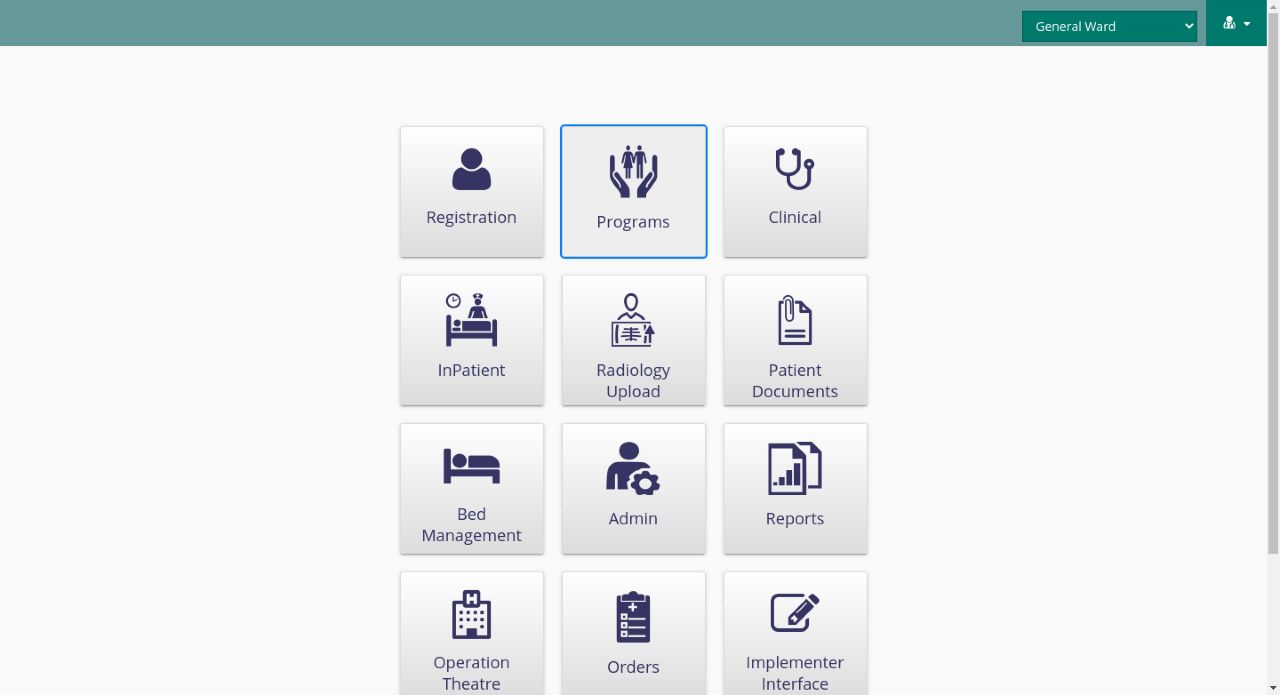 General Ward
Registration
Programs
Clinical
InPatient
Radiology
Upload
Patient
Documents
Bed
Management
Admin
Reports
Operation
Theatre
Orders
Implementer
Interface